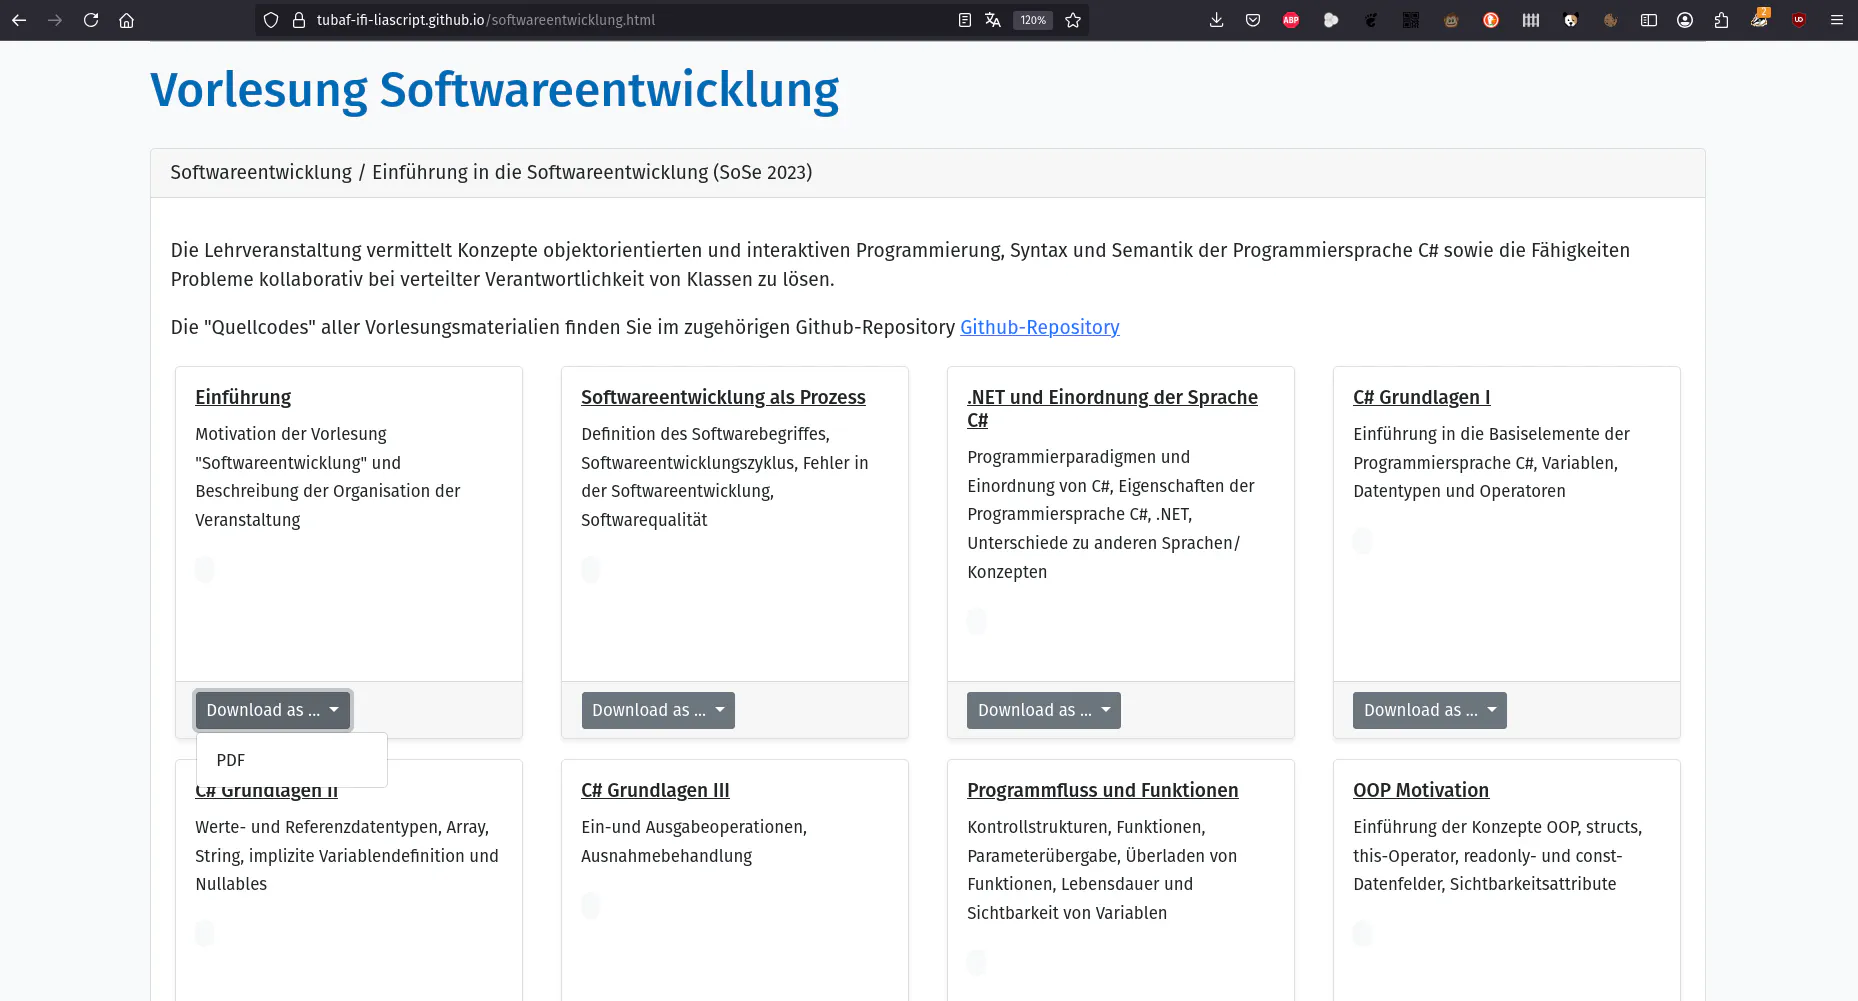 tubaf-ifi-liascript.github.io/softwareentwicklung.html
120%
ABP
2
Vorlesung Softwareentwicklung
Softwareentwicklung / Einführung in die Softwareentwicklung (SoSe 2023)
Die Lehrveranstaltung vermittelt Konzepte objektorientierten und interaktiven Programmierung, Syntax und Semantik der Programmiersprache C# sowie die Fähigkeiten
Probleme kollaborativ bei verteilter Verantwortlichkeit von Klassen zu lösen.
Die "Quellcodes" aller Vorlesungsmaterialien finden Sie im zugehörigen Github-Repository Github-Repository
Einführung
Motivation der Vorlesung
"Softwareentwicklung" und
Beschreibung der Organisation der
Veranstaltung
Download as ...
PDF
Softwareentwicklung als Prozess
Definition des Softwarebegriffes,
Softwareentwicklungszyklus, Fehler in
der Softwareentwicklung,
Softwarequalität
Download as ...
.NET und Einordnung der Sprache
C#
Programmierparadigmen und
Einordnung von C#, Eigenschaften der
Programmiersprache C#, .NET,
Unterschiede zu anderen Sprachen/
Konzepten
Download as ...
C# Grundlagen I
Einführung in die Basiselemente der
Programmiersprache C#, Variablen,
Datentypen und Operatoren
Download as ...
C# Grundlagen II
Werte- und Referenzdatentypen, Array,
String, implizite Variablendefinition und
Nullables
C# Grundlagen III
Ein-und Ausgabeoperationen,
Ausnahmebehandlung
Programmfluss und Funktionen
Kontrollstrukturen, Funktionen,
Parameterübergabe, Überladen von
Funktionen, Lebensdauer und
Sichtbarkeit von Variablen
OOP Motivation
Einführung der Konzepte OOP, structs,
this-Operator, readonly- und const-
Datenfelder, Sichtbarkeitsattribute